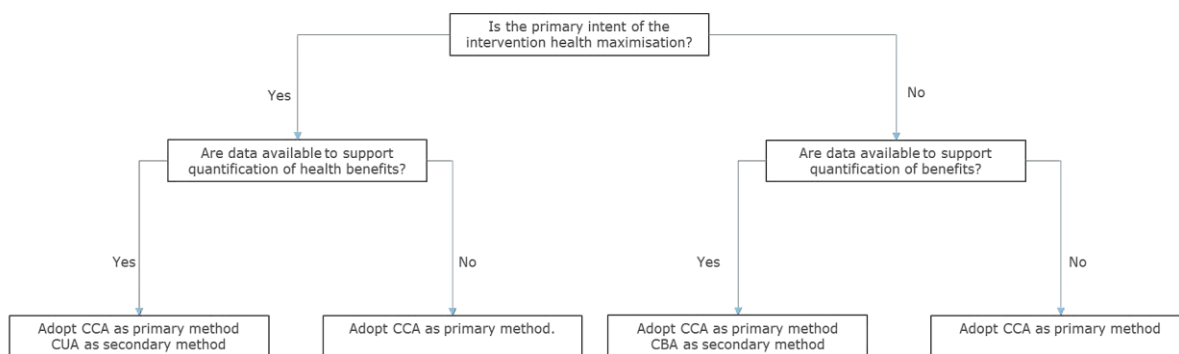 Is the primary intent of the
intervention health maximisation?
Yes
No
Are data available to support
quantification of health benefits?
Are data available to support
quantification of benefits?
Yes
No
Yes
No
Adopt CCA as primary method
CUA as secondary method
Adopt CCA as primary method.
Adopt CCA as primary method
CBA as secondary method
Adopt CCA as primary method